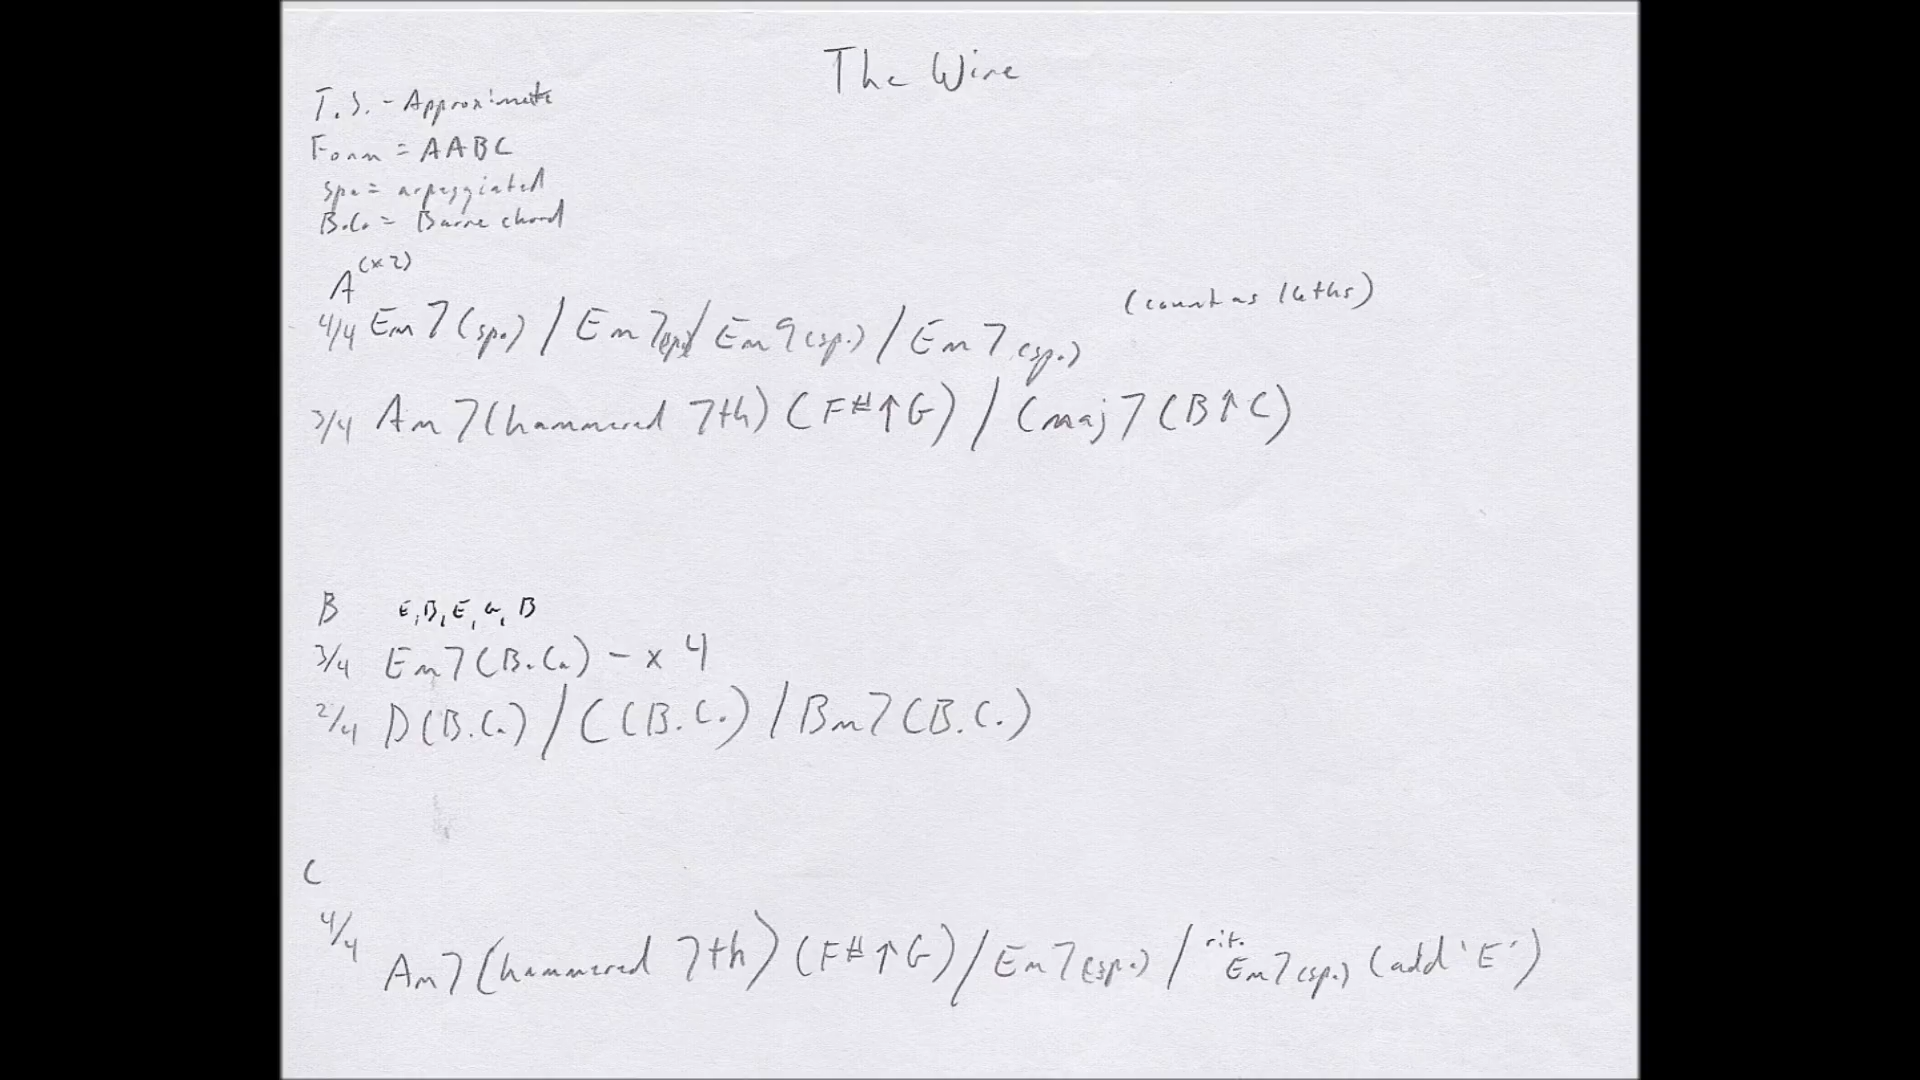 The Wire
T.S. - Approximate
Form = AABC
sp. = arpeggiated
B.C. = Barre chord
A (x2)
(count as 16ths)
4/4 Em7 (sp.) / Em7 (sp.) / Em9 (sp.) / Em7 (sp.)
3/4 Am7 (hammered 7th) (F#↑G) / Cmaj7 (B↑C)
B E, B, E, G, B
3/4 Em7 (B.C.) - x 4
2/4 D (B.C.) / C (B.C.) / Bm7 (B.C.)
C
4/4 Am7 (hammered 7th) (F#↑G) / Em7 (sp.) / rit. Em7 (sp.) (add 'E')